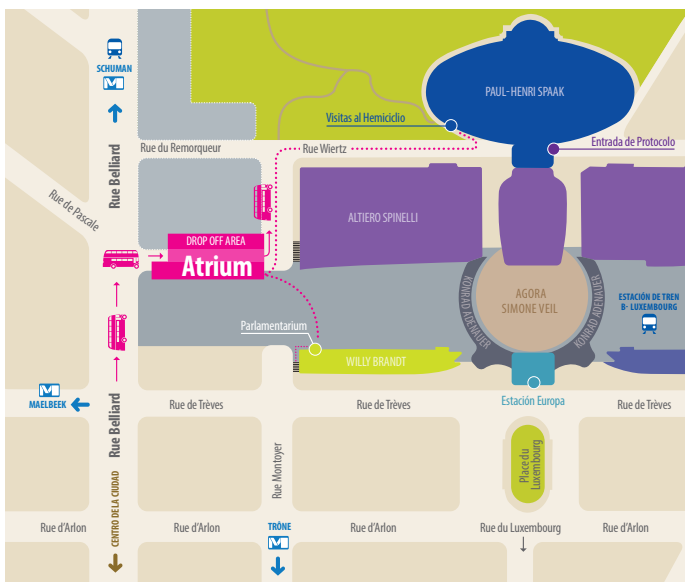 SCHUMAN
M
PAUL-HENRI SPAAK
Visitas al Hemiciclo
Entrada de Protocolo
Rue du Remorqueur
Rue Wiertz
Rue Belliard
Rue de Pascale
ALTIERO SPINELLI
DROP OFF AREA
Atrium
KONRAD ADENAUER
AGORA
SIMONE VEIL
KONRAD ADENAUER
ESTACIÓN DE TREN
B- LUXEMBOURG
Parlamentarium
WILLY BRANDT
M
MAELBEEK
Rue Belliard
Rue de Trèves
Rue de Trèves
Estación Europa
Rue de Trèves
Rue Montoyer
Place du
Luxembourg
CENTRO DE LA CIUDAD
Rue d'Arlon
Rue d'Arlon
TRÔNE
M
Rue d'Arlon
Rue du Luxembourg
Rue d'Arlon